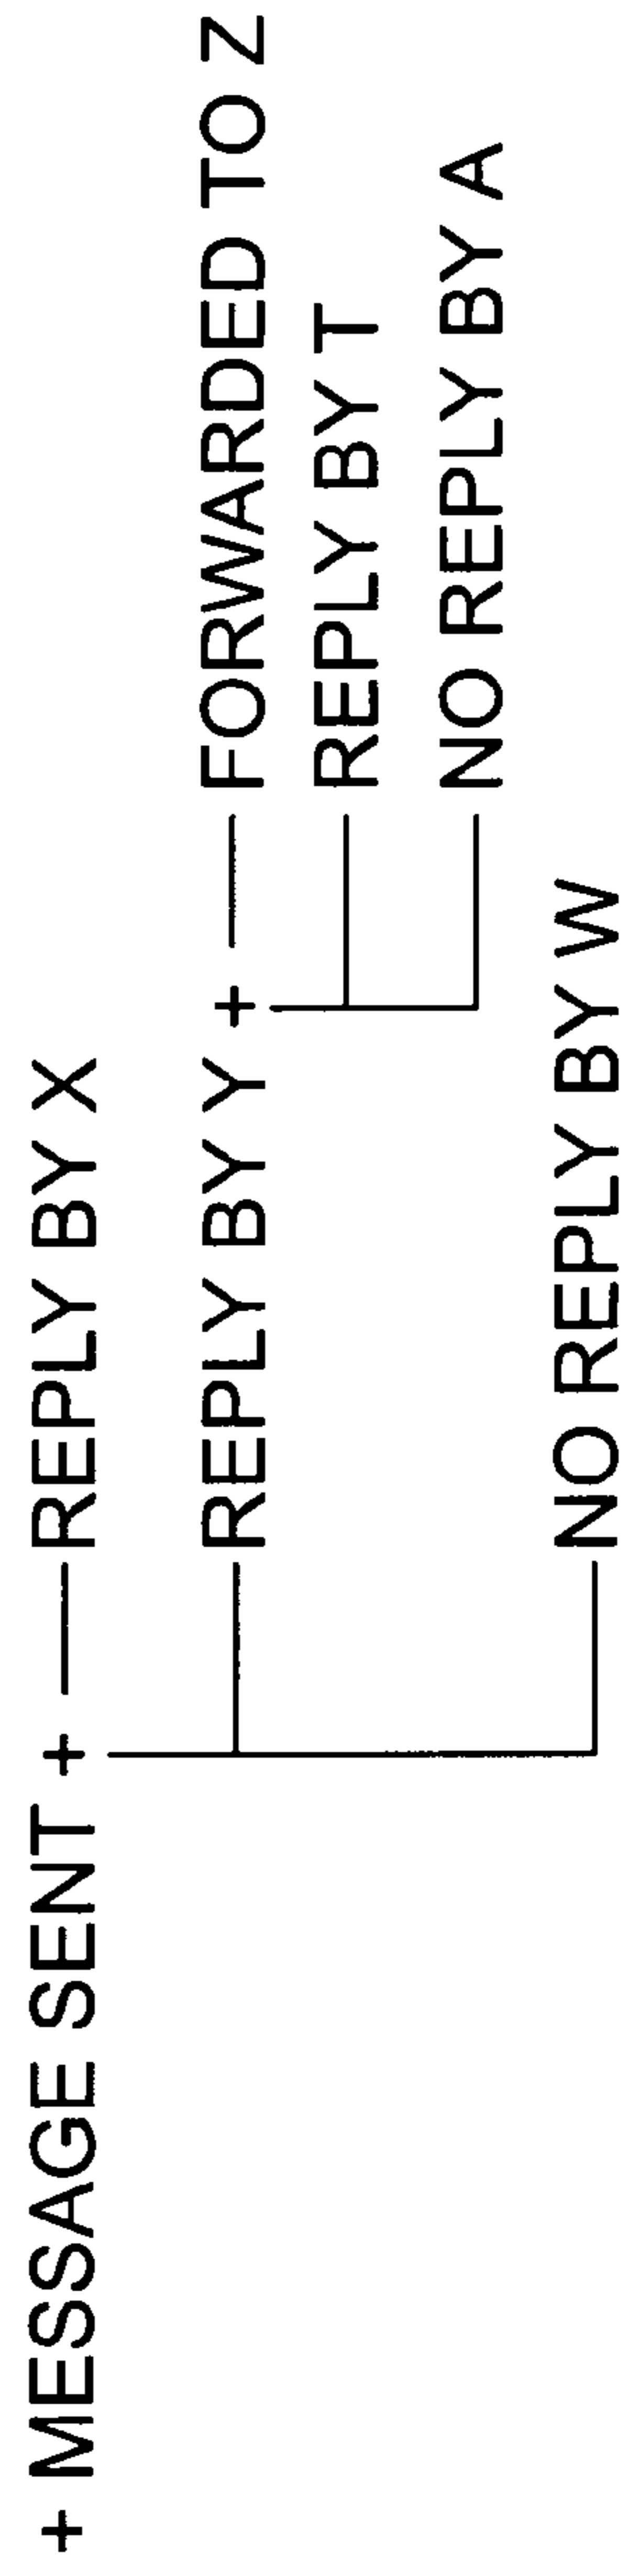 + MESSAGE SENT + REPLY BY X
REPLY BY Y + FORWARDED TO Z
REPLY BY T
NO REPLY BY A
NO REPLY BY W